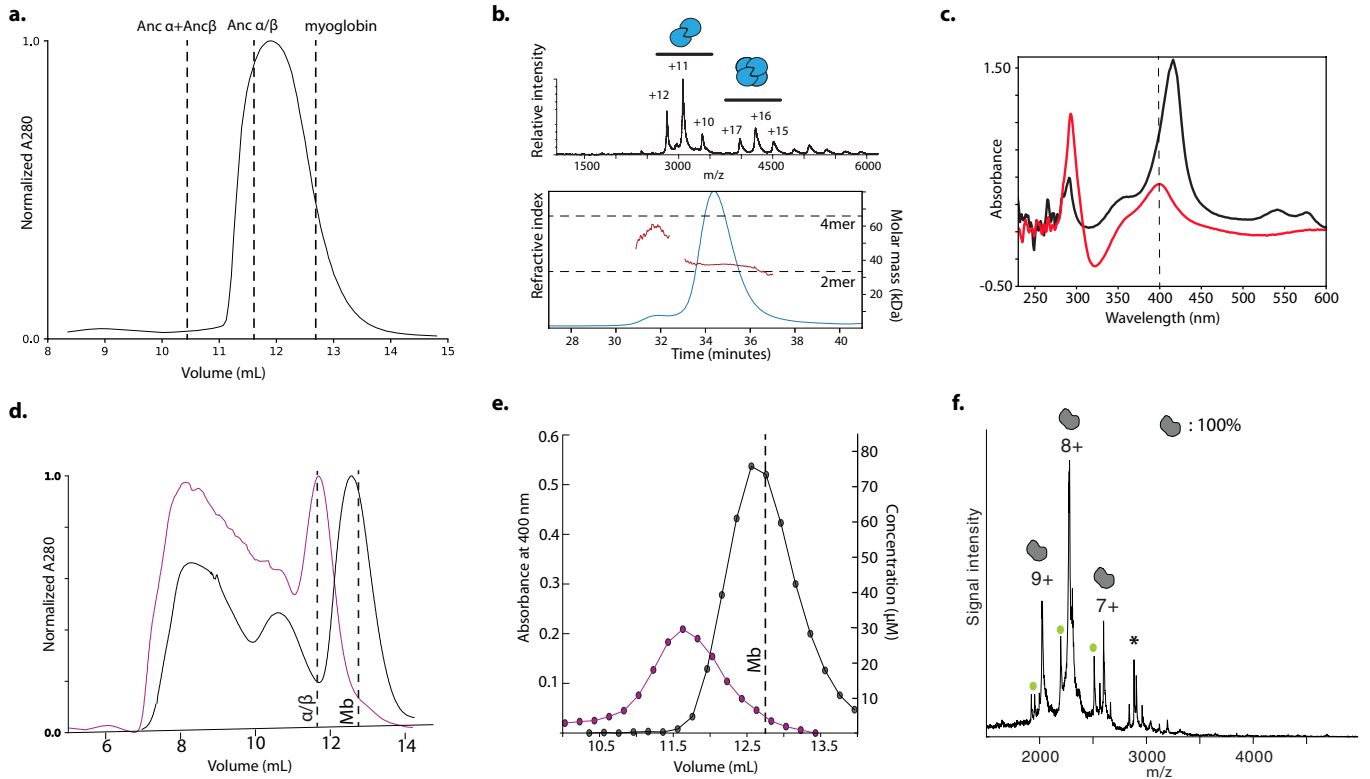 a.
Anc α+Ancβ
Anc α/β
myoglobin
1.0
Normalized A280
0.0
8
9
10
11
12
13
14
15
Volume (mL)
b.
Relative intensity
+12
+11
+10
+17
+16
+15
1500
3000
4500
6000
m/z
Refractive index
4mer
2mer
60
40
20
80
Molar mass (kDa)
28
30
32
34
36
38
40
Time (minutes)
c.
1.50
Absorbance
-0.50
250
300
350
400
450
500
550
600
Wavelength (nm)
d.
1.0
Normalized A280
0.0
α/β
Mb
6
8
10
12
14
Volume (mL)
e.
0.6
0.5
0.4
0.3
0.2
0.1
Absorbance at 400 nm
Mb
80
70
60
50
40
30
20
10
Concentration (μM)
10.5
11.5
12.5
13.5
Volume (mL)
f.
: 100%
8+
9+
7+
*
Signal intensity
2000
3000
4000
m/z